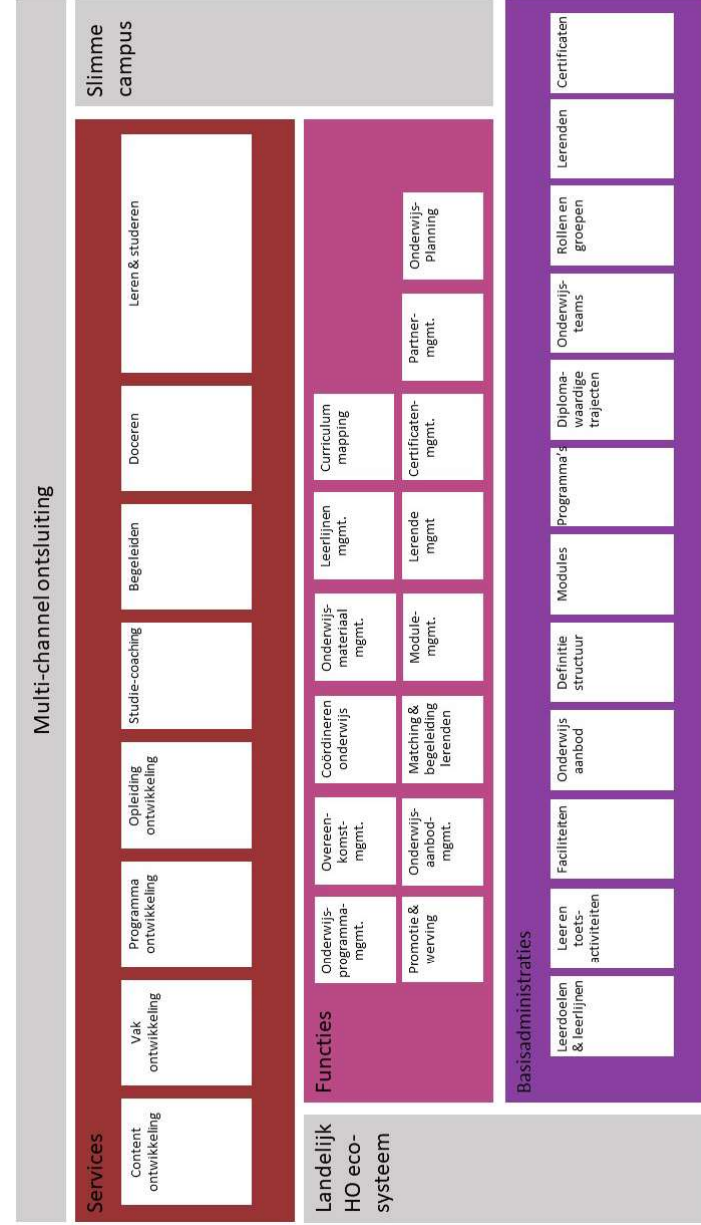 Multi-channel ontsluiting
Services
Content
ontwikkeling
Vak
ontwikkeling
Programma
ontwikkeling
Opleiding
ontwikkeling
Studie-coaching
Begeleiden
Doceren
Leren & studeren
Slimme
campus
Landelijk
HO eco-
systeem
Functies
Onderwijs-
programma-
mgmt.
Overeen-
komst-
mgmt.
Coördineren
onderwijs
Onderwijs-
materiaal
mgmt.
Leerlijnen
mgmt.
Curriculum
mapping
Promotie &
werving
Onderwijs-
aanbod-
mgmt.
Matching &
begeleiding
lerenden
Module-
mgmt.
Lerende
mgmt
Certificaten-
mgmt.
Partner-
mgmt.
Onderwijs-
Planning
Basisadministraties
Leerdoelen
& leerlijnen
Leer en
toets-
activiteiten
Faciliteiten
Onderwijs
aanbod
Definitie
structuur
Modules
Programma's
Diploma-
waardige
trajecten
Onderwijs-
teams
Rollen en
groepen
Lerenden
Certificaten